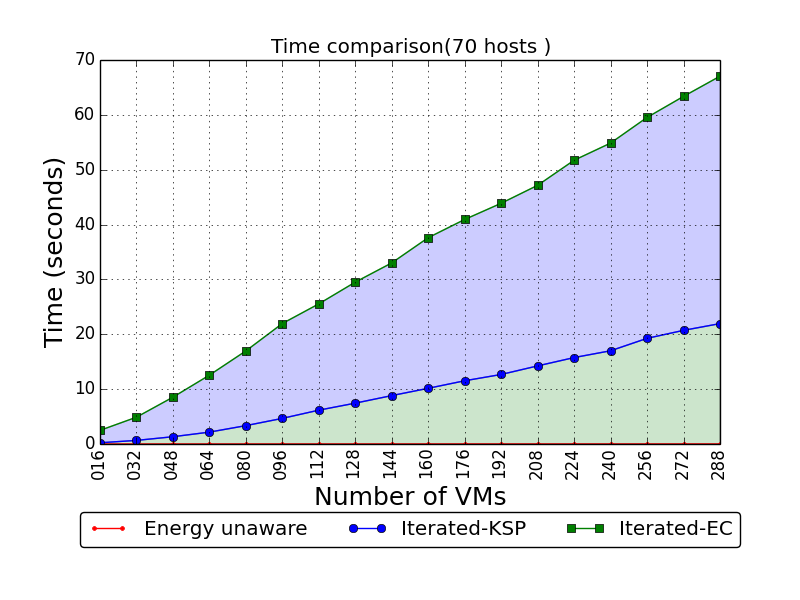 Time comparison(70 hosts )
70
60
50
40
30
20
10
0
Time (seconds)
016 032 048 064 080 096 112 128 144 160 176 192 208 224 240 256 272 288
Number of VMs
Energy unaware Iterated-KSP Iterated-EC